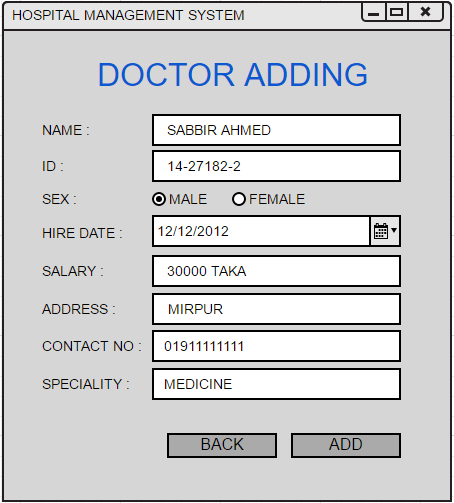 HOSPITAL MANAGEMENT SYSTEM
DOCTOR ADDING
NAME : SABBIR AHMED
ID : 14-27182-2
SEX : MALE FEMALE
HIRE DATE : 12/12/2012
SALARY : 30000 TAKA
ADDRESS : MIRPUR
CONTACT NO : 01911111111
SPECIALITY : MEDICINE
BACK ADD